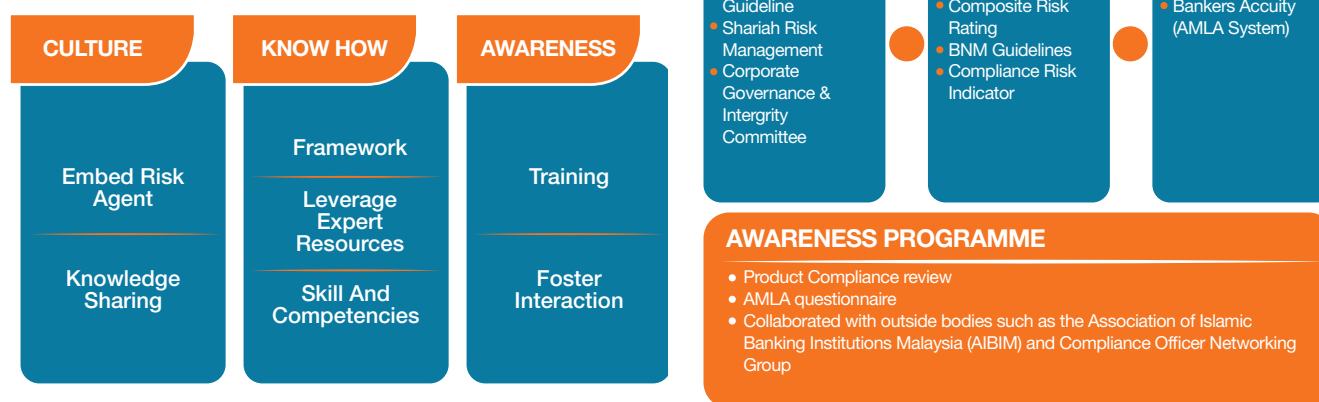 CULTURE
Embed Risk
Agent
Knowledge
Sharing
KNOW HOW
Framework
Leverage
Expert
Resources
Skill And
Competencies
AWARENESS
Training
Foster
Interaction
Guideline
• Shariah Risk
Management
• Corporate
Governance &
Intergrity
Committee
• Composite Risk
Rating
• BNM Guidelines
• Compliance Risk
Indicator
• Bankers Accuity
(AMLA System)
AWARENESS PROGRAMME
• Product Compliance review
• AMLA questionnaire
• Collaborated with outside bodies such as the Association of Islamic
Banking Institutions Malaysia (AIBIM) and Compliance Officer Networking
Group